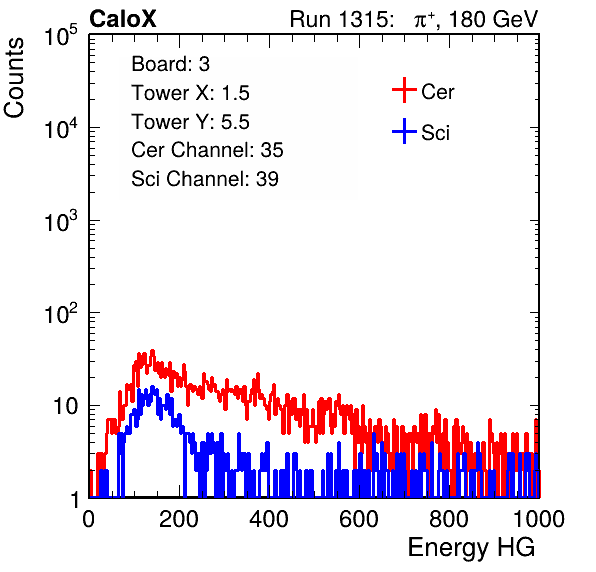 CaloX Run 1315: π⁺, 180 GeV
Counts
10⁵
10⁴
10³
10²
10
1
Board: 3
Tower X: 1.5
Tower Y: 5.5
Cer Channel: 35
Sci Channel: 39
Cer
Sci
0 200 400 600 800 1000
Energy HG